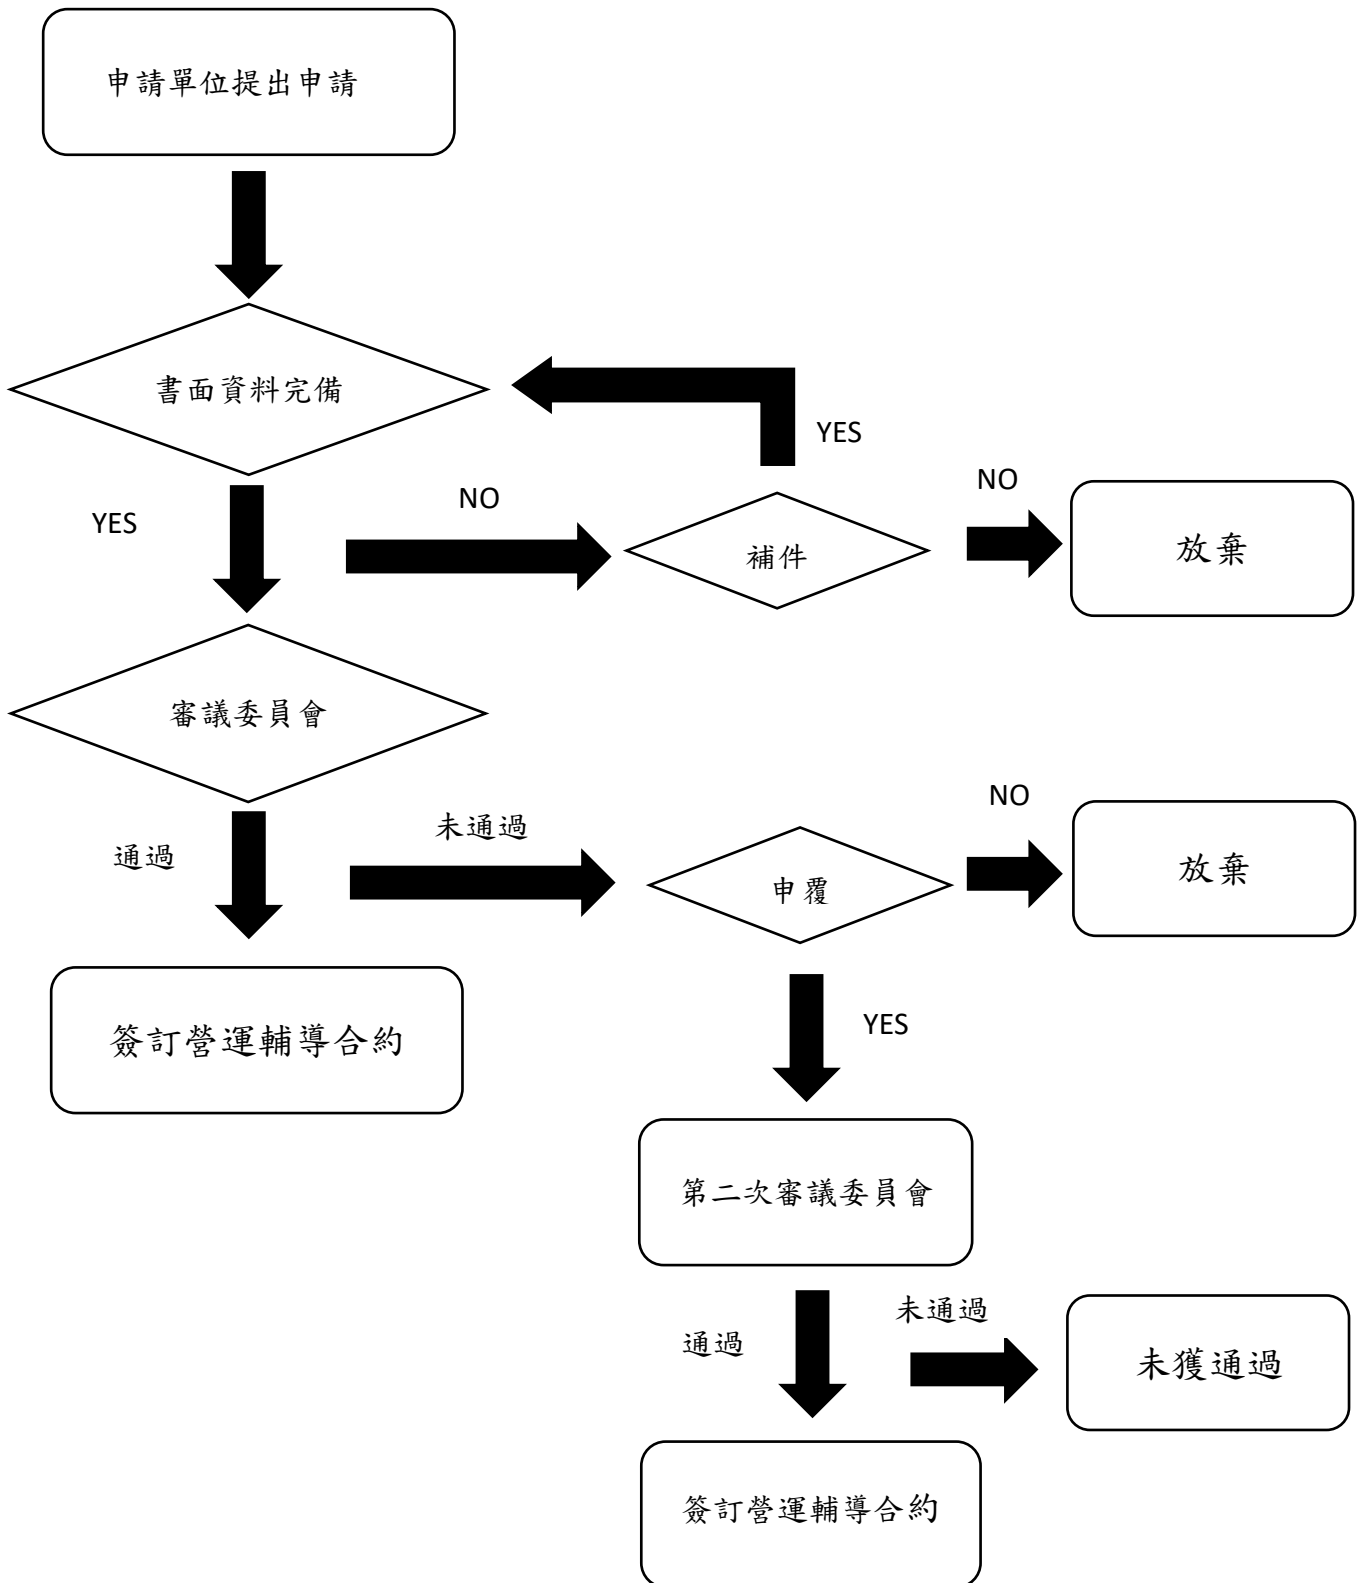 申請單位提出申請
書面資料完備
YES
YES
NO
NO
補件
放棄
審議委員會
通過
未通過
NO
申覆
放棄
簽訂營運輔導合約
YES
第二次審議委員會
通過
未通過
未獲通過
簽訂營運輔導合約